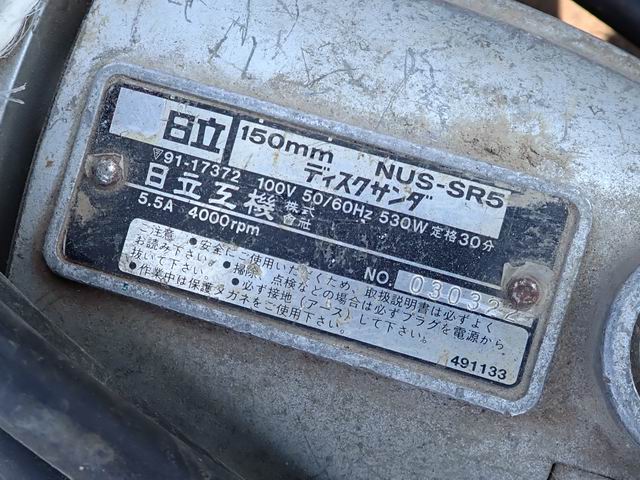 日立 150mm NUS-SR5
ディスクサンダ
▽91-17372 100V 50/60Hz 530W 定格30分
日立工機 株式会社
5.5A 4000rpm
NO. 030322
ご注意 •安全にご使用いただくため、取扱説明書は必ずよく
お読み下さい。•掃除、点検などの場合は必ずプラグを電源から
抜いて下さい。•必ず接地(アース)して下さい。
•作業中は保護メガネをご使用下さい。
491133